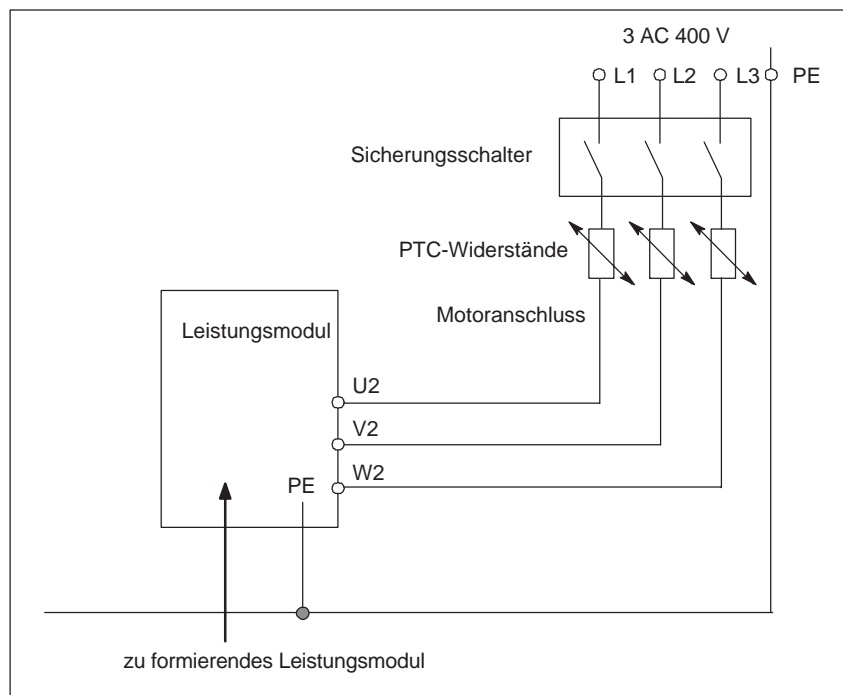 3 AC 400 V
L1 L2 L3 PE
Sicherungsschalter
PTC-Widerstände
Motoranschluss
Leistungsmodul
U2
V2
W2
PE
zu formierendes Leistungsmodul